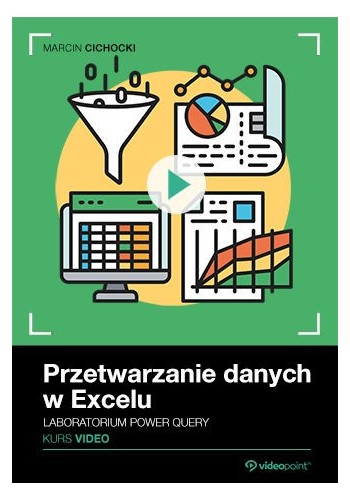 MARCIN CICHOCKI
Przetwarzanie danych
w Excelu
LABORATORIUM POWER QUERY
KURS VIDEO
videopoint